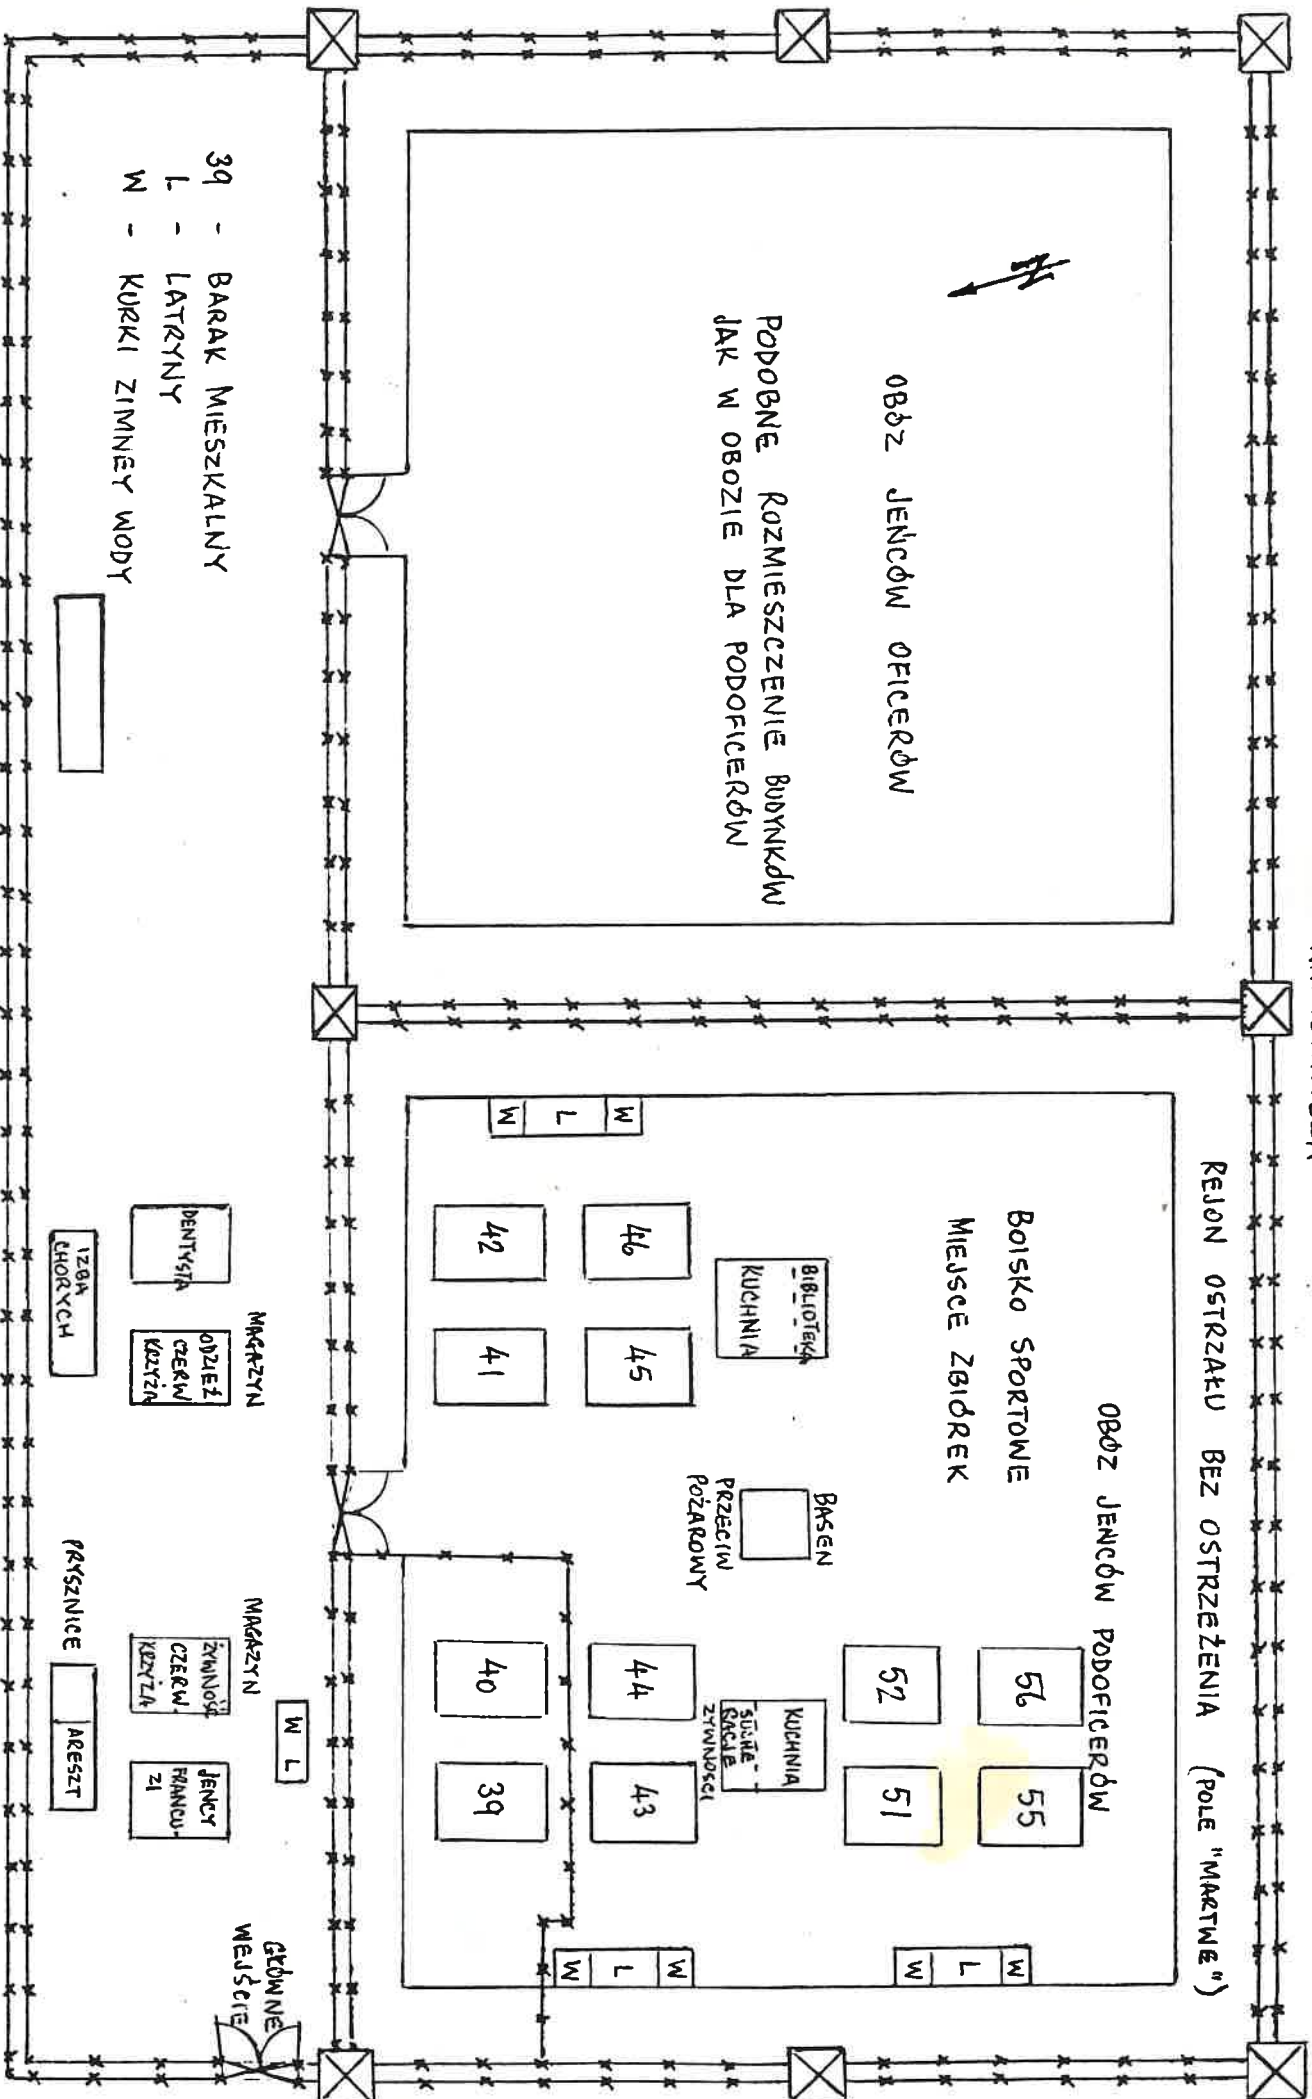 REJON OSTRZAŁU BEZ OSTRZEŻENIA (POLE "MARTWE")
OBÓZ JEŃCÓW PODOFICERÓW
BOISKO SPORTOWE
MIEJSCE ZBIÓREK
56
55
52
51
W
L
W
BIBLIOTEKA
KUCHNIA
BASEN
PRZECIW
POŻAROWY
KUCHNIA
SUCHE
RACJE
ŻYWNOŚCI
W
L
W
46
45
44
43
W
L
W
42
41
40
39
OBÓZ JEŃCÓW OFICERÓW
PODOBNE ROZMIESZCZENIE BUDYNKÓW
JAK W OBOZIE DLA PODOFICERÓW
N
39 - BARAK MIESZKALNY
L - LATRYNY
W - KURKI ZIMNEY WODY
W L
MAGAZYN
DENTYSTA
ODZIEŻ
CZERW
KRZYŻA
IZBA
CHORYCH
MAGAZYN
ŻYWNOŚĆ
CZERW.
KRZYŻA
JEŃCY
FRANCU-
ZI
PRYSZNICE
ARESZT
GŁÓWNE
WEJŚCIE